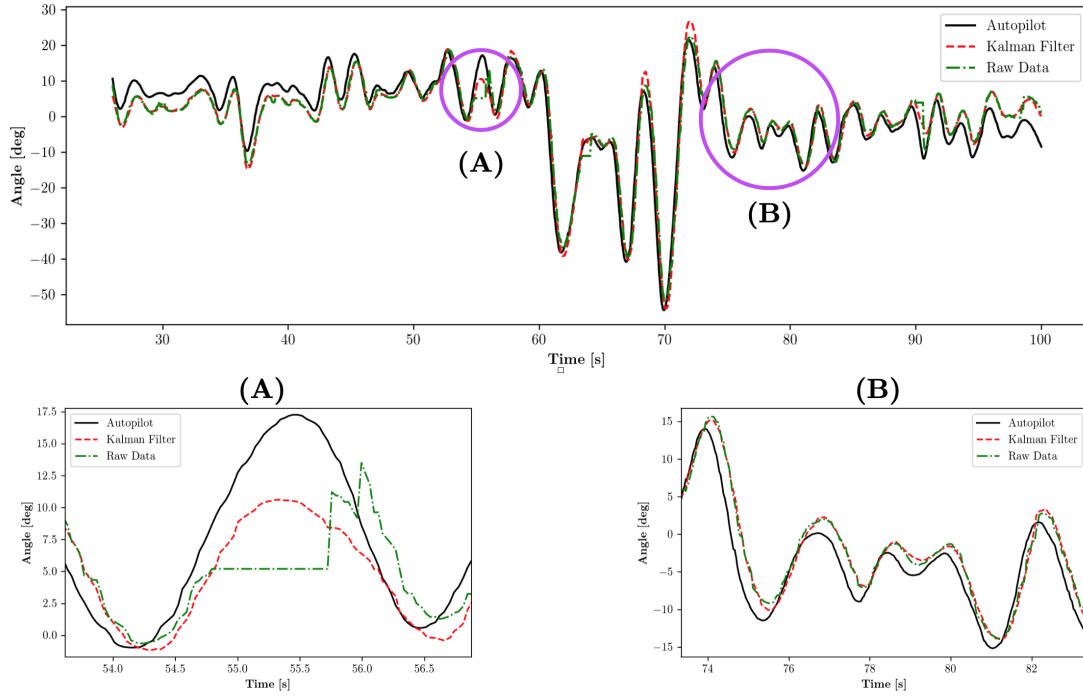 30
20
10
0
−10
−20
−30
−40
−50
Angle [deg]
Autopilot
Kalman Filter
Raw Data
(A)
(B)
30
40
50
60
70
80
90
100
Time [s]
(A)
(B)
17.5
15.0
12.5
10.0
7.5
5.0
2.5
0.0
Angle [deg]
Autopilot
Kalman Filter
Raw Data
54.0
54.5
55.0
55.5
56.0
56.5
Time [s]
15
10
5
0
−5
−10
−15
Angle [deg]
Autopilot
Kalman Filter
Raw Data
74
76
78
80
82
Time [s]